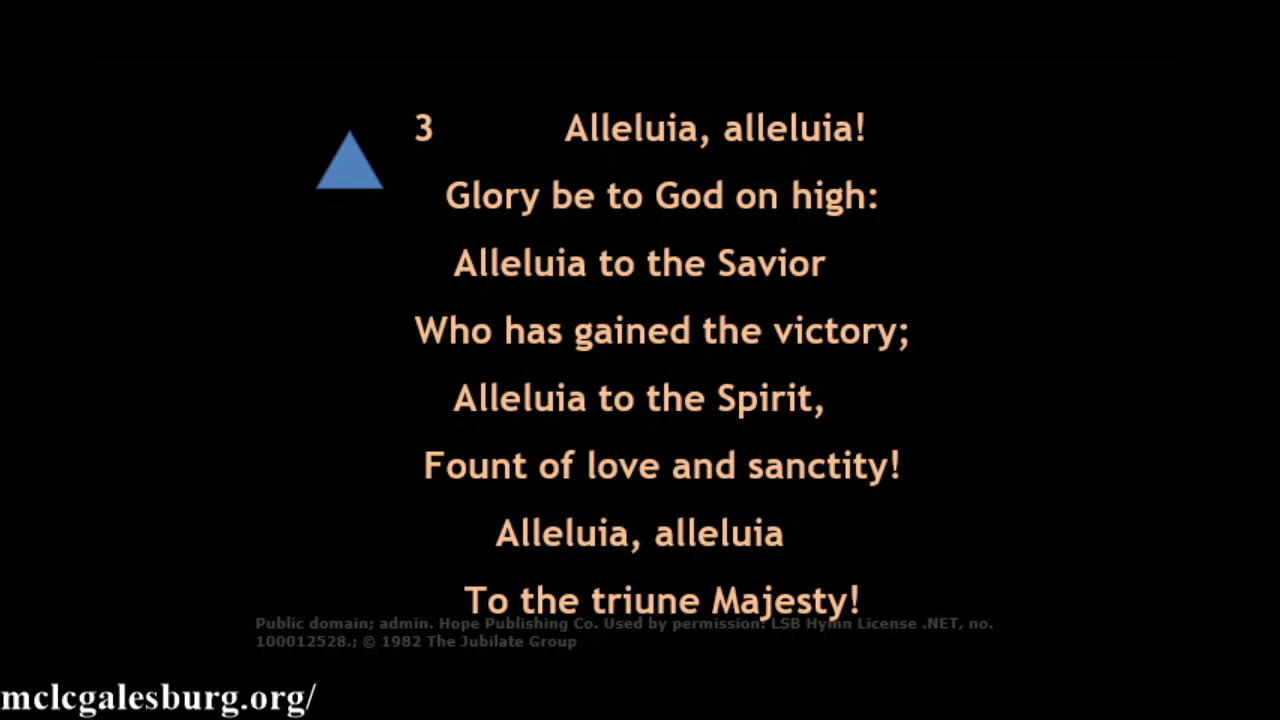 3 Alleluia, alleluia!
Glory be to God on high:
Alleluia to the Savior
Who has gained the victory;
Alleluia to the Spirit,
Fount of love and sanctity!
Alleluia, alleluia
To the triune Majesty!
Public domain; admin. Hope Publishing Co. Used by permission: LSB Hymn License .NET, no.
100012528.; © 1982 The Jubilate Group
mclcgalesburg.org/